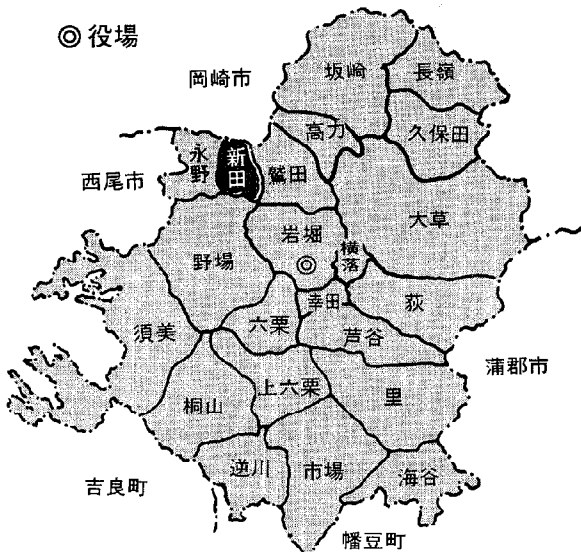 ◎役場
岡崎市
坂崎
長嶺
高力
久保田
永野
新田
鷲田
西尾市
大草
岩堀
◎
横落
野場
荻
幸田
六栗
芦谷
須美
蒲郡市
上六栗
里
桐山
逆川
市場
海谷
吉良町
幡豆町